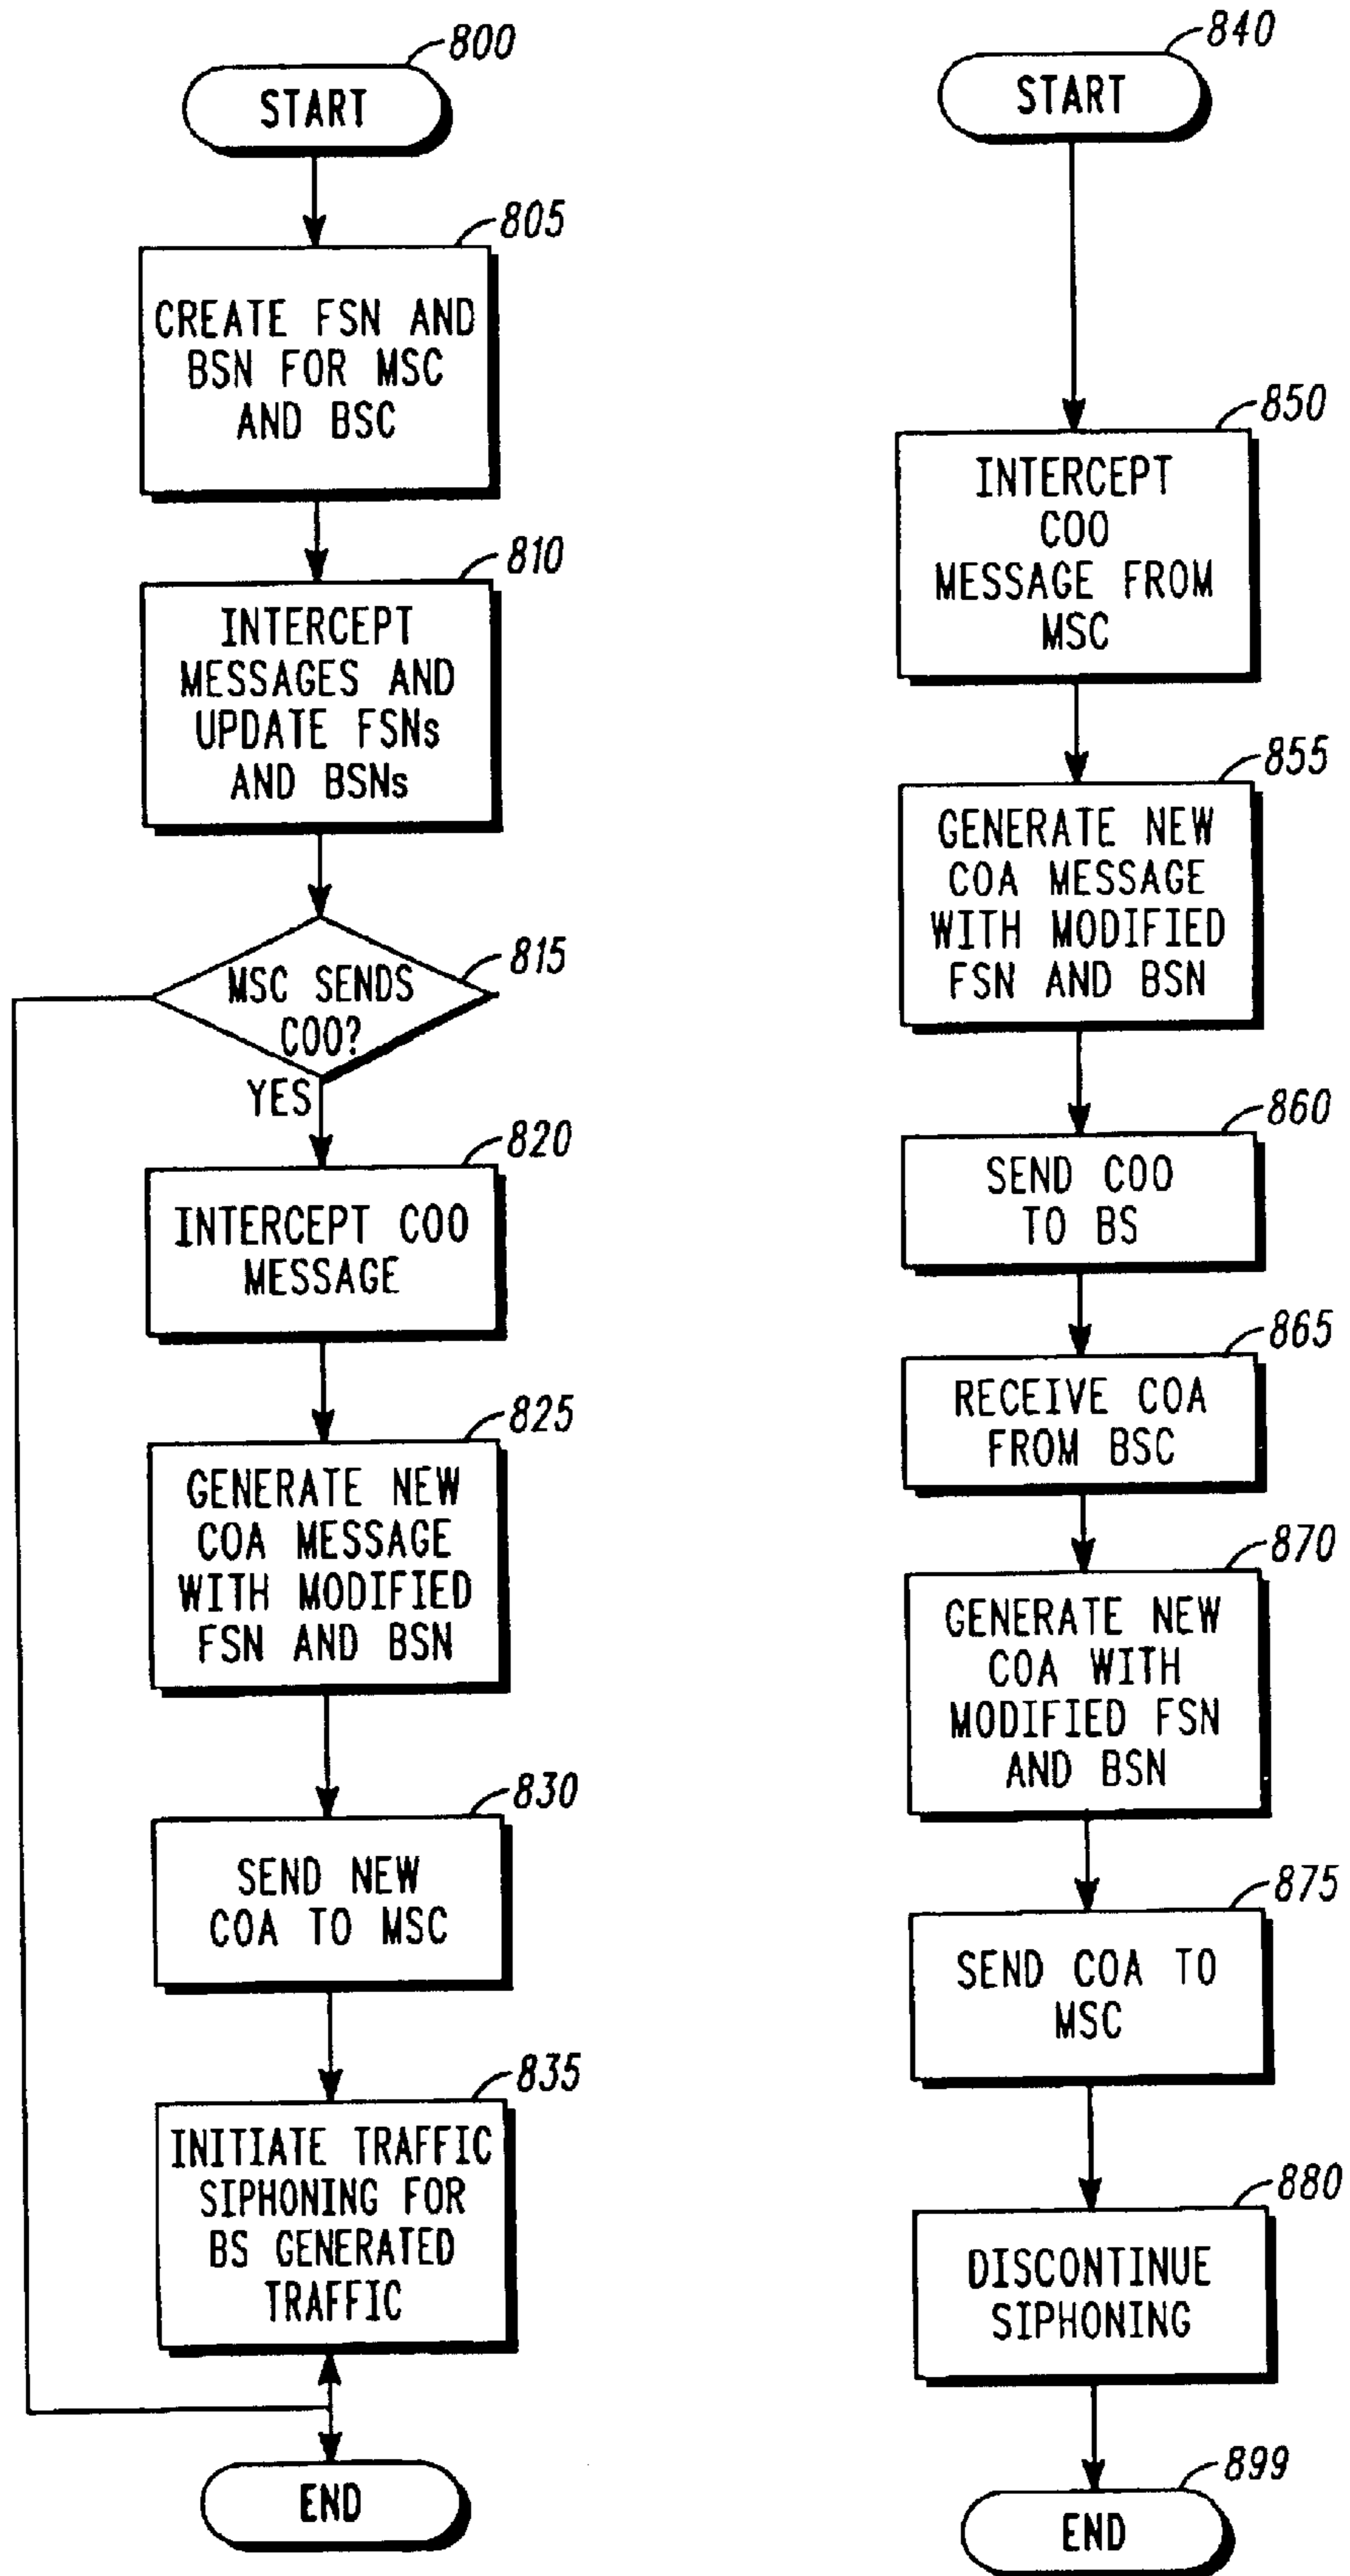 800
START
805
CREATE FSN AND
BSN FOR MSC
AND BSC
810
INTERCEPT
MESSAGES AND
UPDATE FSNs
AND BSNs
815
MSC SENDS
COO?
YES
820
INTERCEPT COO
MESSAGE
825
GENERATE NEW
COA MESSAGE
WITH MODIFIED
FSN AND BSN
830
SEND NEW
COA TO MSC
835
INITIATE TRAFFIC
SIPHONING FOR
BS GENERATED
TRAFFIC
END
840
START
850
INTERCEPT
COO
MESSAGE FROM
MSC
855
GENERATE NEW
COA MESSAGE
WITH MODIFIED
FSN AND BSN
860
SEND COO
TO BS
865
RECEIVE COA
FROM BSC
870
GENERATE NEW
COA WITH
MODIFIED FSN
AND BSN
875
SEND COA TO
MSC
880
DISCONTINUE
SIPHONING
899
END